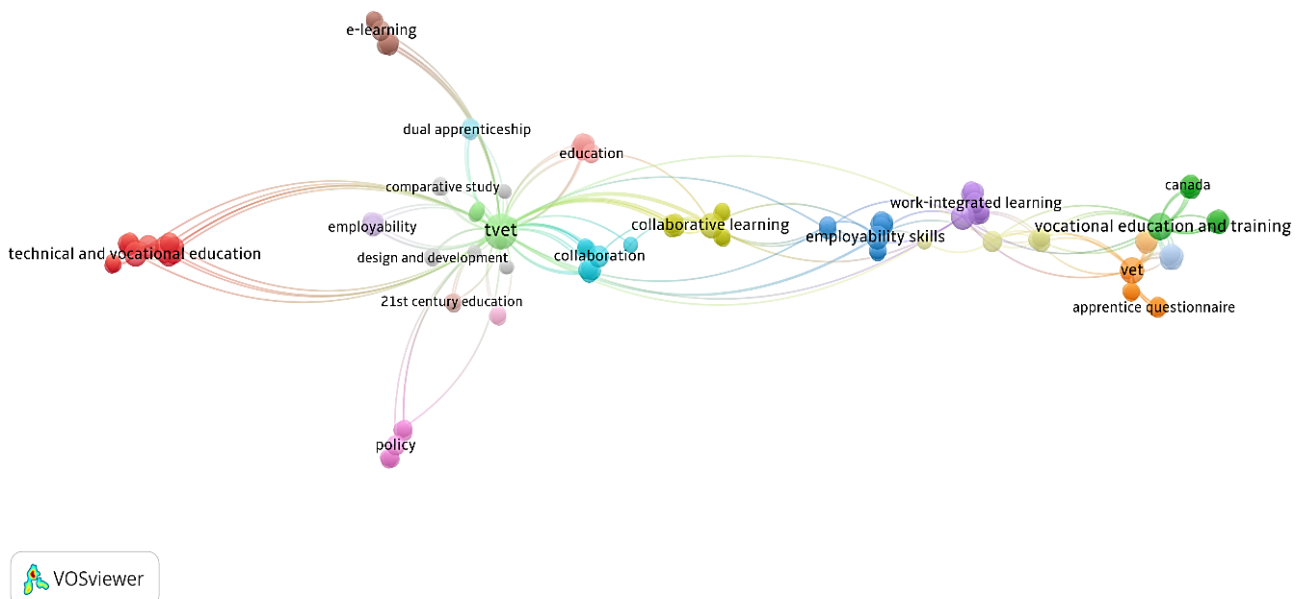 e-learning
dual apprenticeship
education
comparative study
canada
work-integrated learning
employability
tvet
collaborative learning
vocational education and training
employability skills
technical and vocational education
design and development
collaboration
vet
21st century education
apprentice questionnaire
policy
VOSviewer